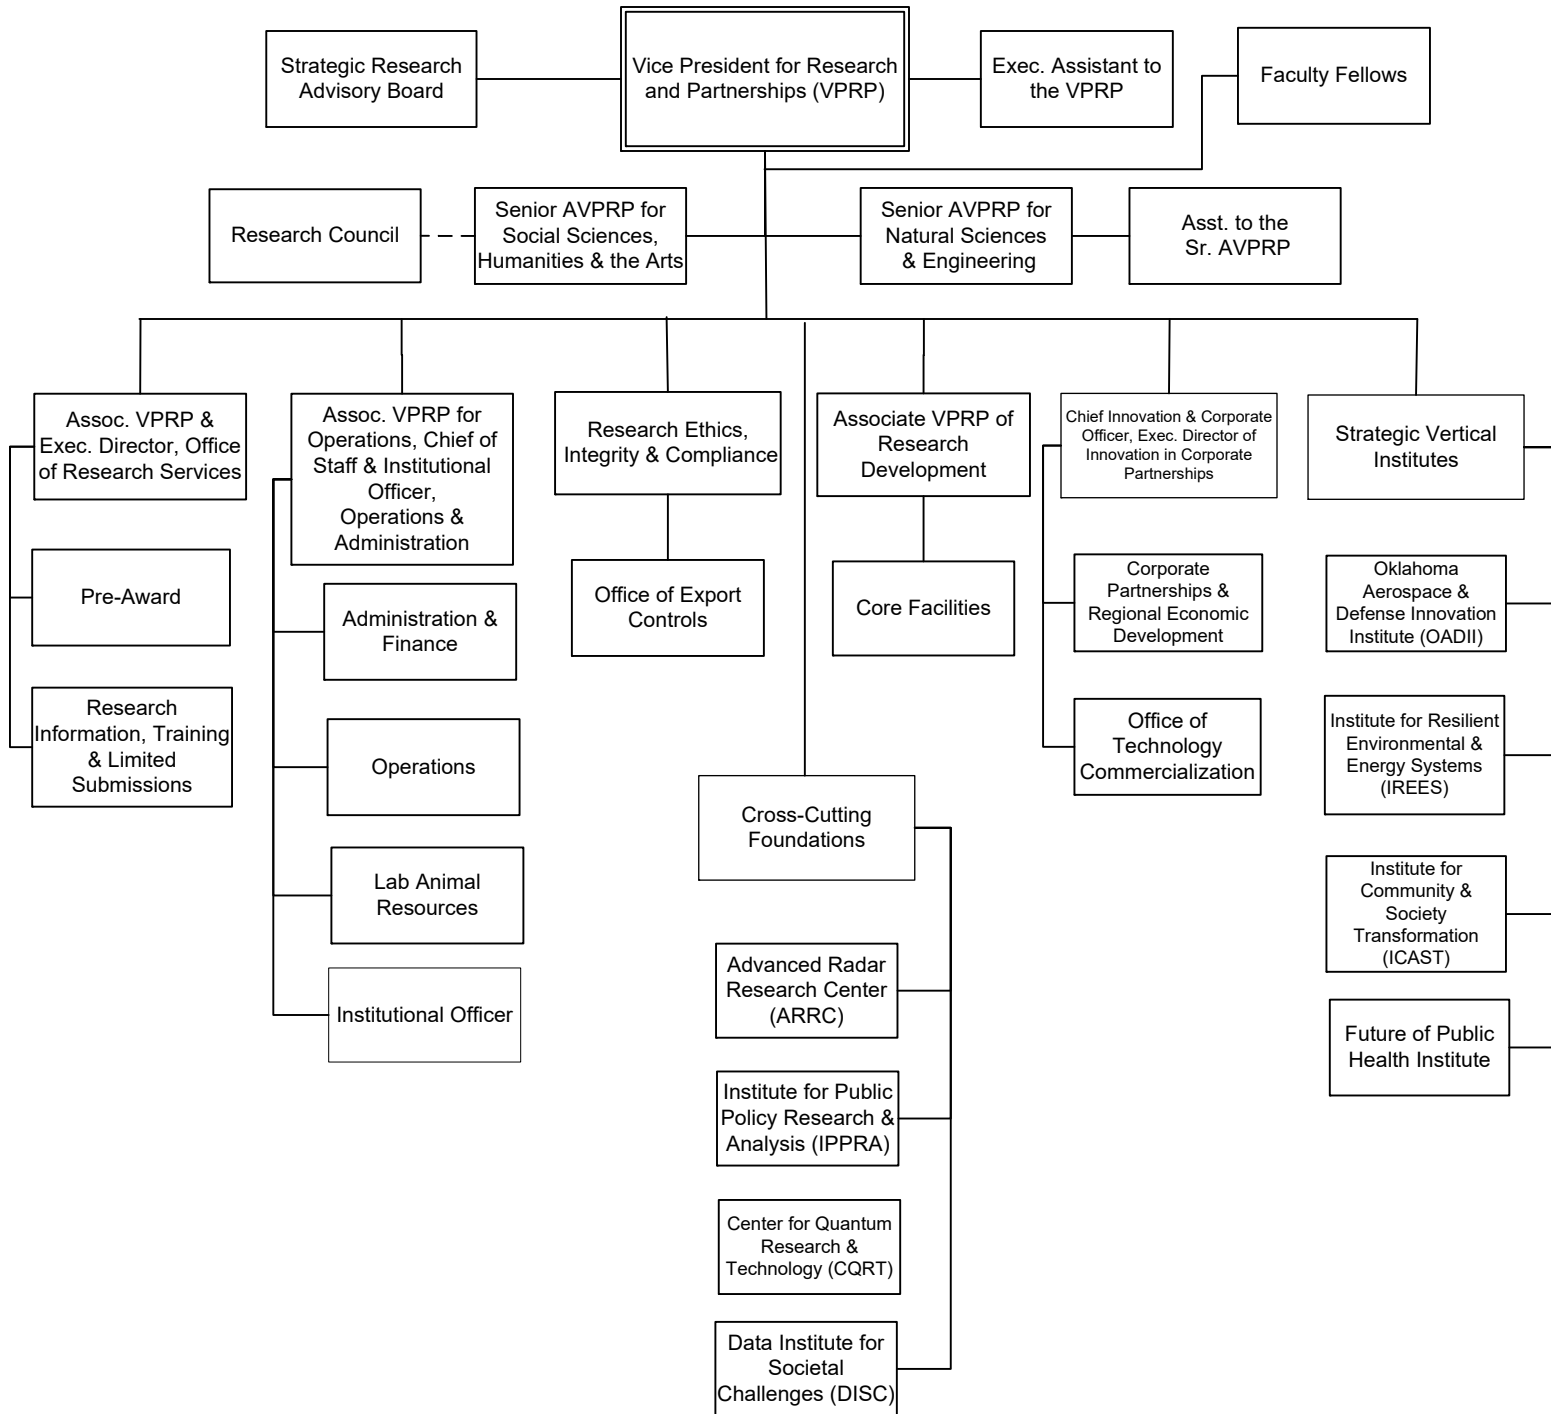 Strategic Research
Advisory Board
Vice President for Research
and Partnerships (VPRP)
Exec. Assistant to
the VPRP
Faculty Fellows
Research Council
Senior AVPRP for
Social Sciences,
Humanities & the Arts
Senior AVPRP for
Natural Sciences
& Engineering
Asst. to the
Sr. AVPRP
Assoc. VPRP &
Exec. Director, Office
of Research Services
Pre-Award
Research
Information, Training
& Limited
Submissions
Assoc. VPRP for
Operations, Chief of
Staff & Institutional
Officer,
Operations &
Administration
Administration &
Finance
Operations
Lab Animal
Resources
Institutional Officer
Research Ethics,
Integrity & Compliance
Office of Export
Controls
Cross-Cutting
Foundations
Advanced Radar
Research Center
(ARRC)
Institute for Public
Policy Research &
Analysis (IPPRA)
Center for Quantum
Research &
Technology (CQRT)
Data Institute for
Societal
Challenges (DISC)
Associate VPRP of
Research
Development
Core Facilities
Chief Innovation & Corporate
Officer, Exec. Director of
Innovation in Corporate
Partnerships
Corporate
Partnerships &
Regional Economic
Development
Office of
Technology
Commercialization
Strategic Vertical
Institutes
Oklahoma
Aerospace &
Defense Innovation
Institute (OADII)
Institute for Resilient
Environmental &
Energy Systems
(IREES)
Institute for
Community &
Society
Transformation
(ICAST)
Future of Public
Health Institute